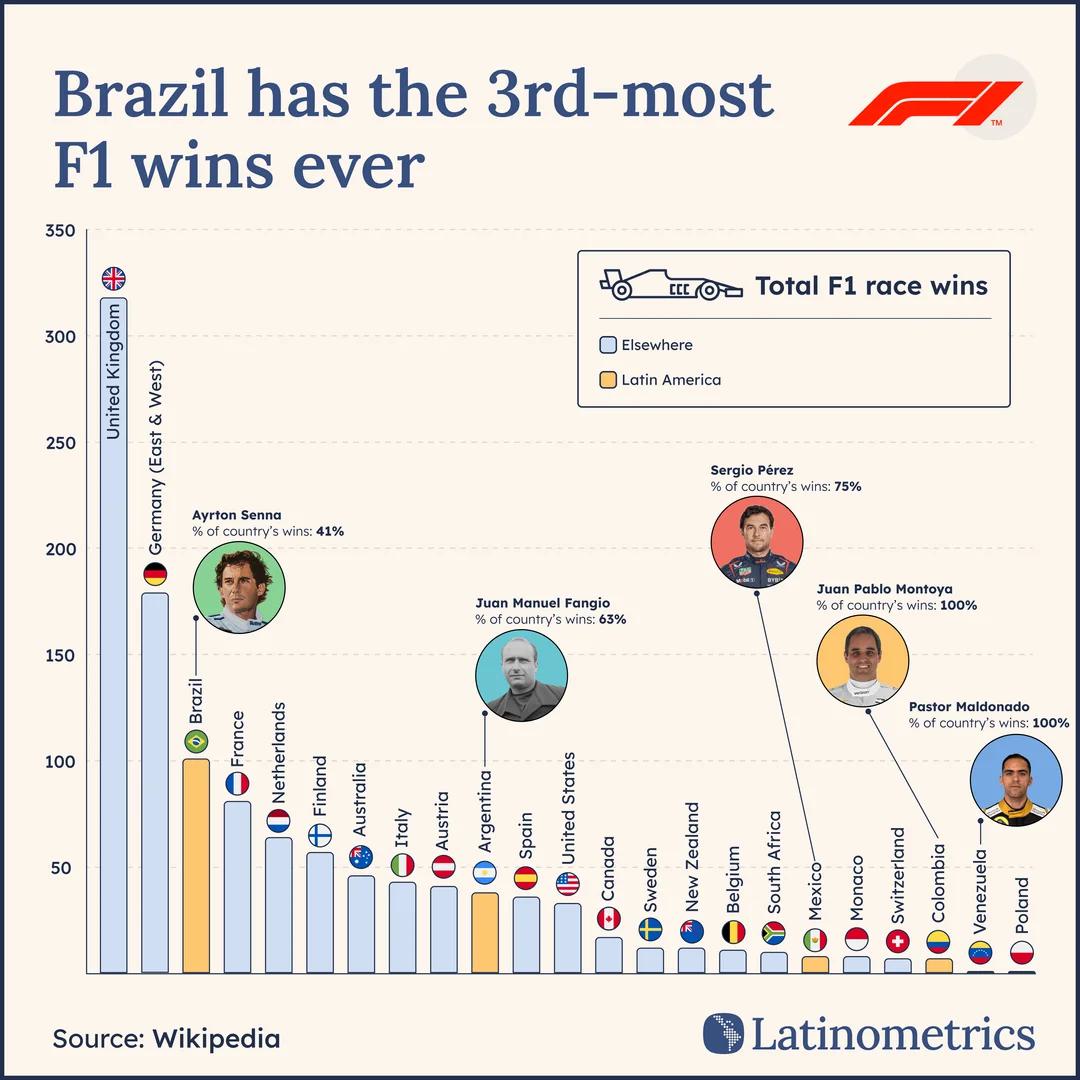 Brazil has the 3rd-most
F1 wins ever
F1
TM
350
300
250
200
150
100
50
Total F1 race wins
Elsewhere
Latin America
United Kingdom
Germany (East & West)
Brazil
France
Netherlands
Finland
Australia
Italy
Austria
Argentina
Spain
United States
Canada
Sweden
New Zealand
Belgium
South Africa
Mexico
Monaco
Switzerland
Colombia
Venezuela
Poland
Ayrton Senna
% of country's wins: 41%
Juan Manuel Fangio
% of country's wins: 63%
Sergio Pérez
% of country's wins: 75%
Juan Pablo Montoya
% of country's wins: 100%
Pastor Maldonado
% of country's wins: 100%
Source: Wikipedia
Latinometrics